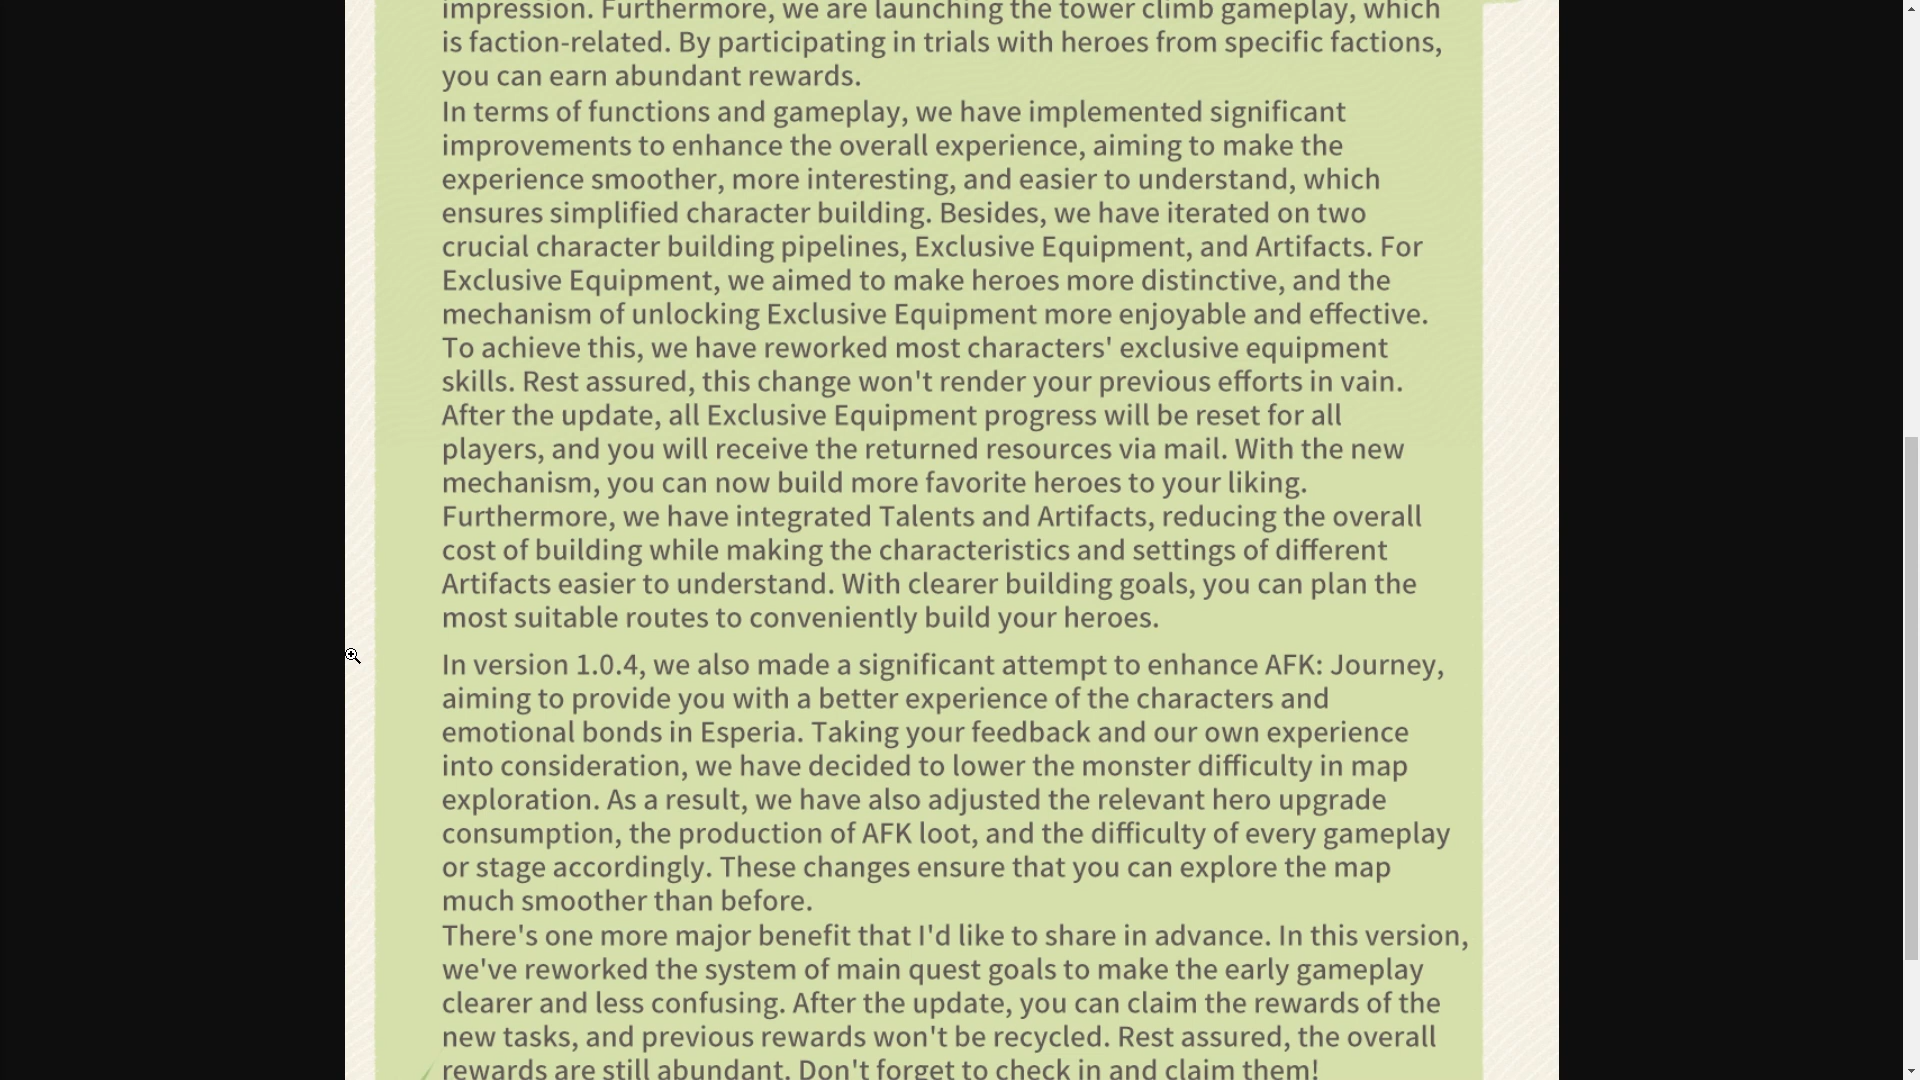 impression. Furthermore, we are launching the tower climb gameplay, which
is faction-related. By participating in trials with heroes from specific factions,
you can earn abundant rewards.
In terms of functions and gameplay, we have implemented significant
improvements to enhance the overall experience, aiming to make the
experience smoother, more interesting, and easier to understand, which
ensures simplified character building. Besides, we have iterated on two
crucial character building pipelines, Exclusive Equipment, and Artifacts. For
Exclusive Equipment, we aimed to make heroes more distinctive, and the
mechanism of unlocking Exclusive Equipment more enjoyable and effective.
To achieve this, we have reworked most characters' exclusive equipment
skills. Rest assured, this change won't render your previous efforts in vain.
After the update, all Exclusive Equipment progress will be reset for all
players, and you will receive the returned resources via mail. With the new
mechanism, you can now build more favorite heroes to your liking.
Furthermore, we have integrated Talents and Artifacts, reducing the overall
cost of building while making the characteristics and settings of different
Artifacts easier to understand. With clearer building goals, you can plan the
most suitable routes to conveniently build your heroes.
In version 1.0.4, we also made a significant attempt to enhance AFK: Journey,
aiming to provide you with a better experience of the characters and
emotional bonds in Esperia. Taking your feedback and our own experience
into consideration, we have decided to lower the monster difficulty in map
exploration. As a result, we have also adjusted the relevant hero upgrade
consumption, the production of AFK loot, and the difficulty of every gameplay
or stage accordingly. These changes ensure that you can explore the map
much smoother than before.
There's one more major benefit that I'd like to share in advance. In this version,
we've reworked the system of main quest goals to make the early gameplay
clearer and less confusing. After the update, you can claim the rewards of the
new tasks, and previous rewards won't be recycled. Rest assured, the overall
rewards are still abundant. Don't forget to check in and claim them!